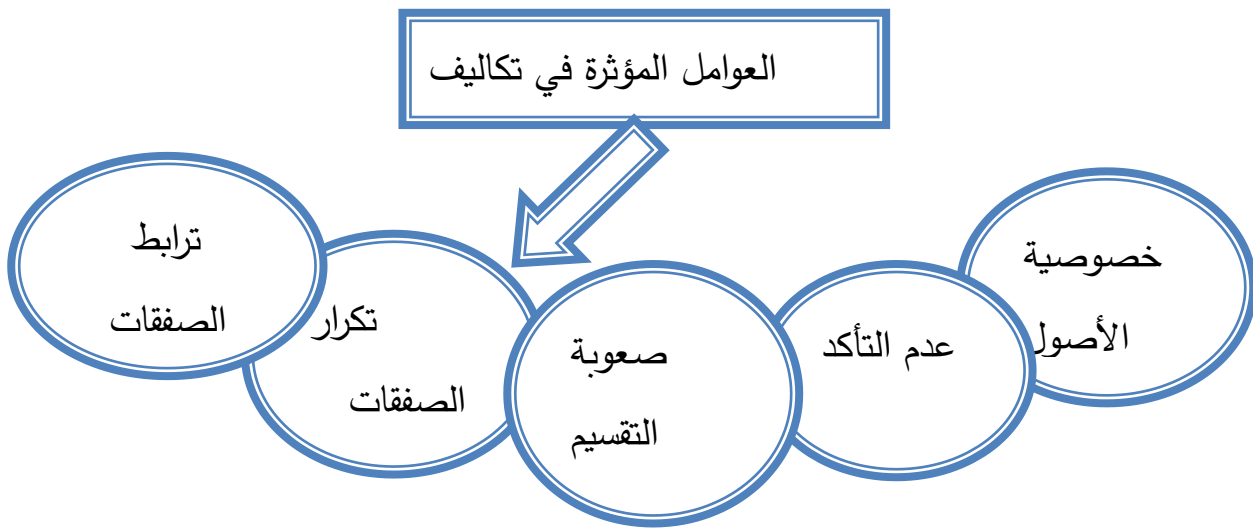 العوامل المؤثرة في تكاليف
خصوصية
الأصول
عدم التأكد
صعوبة
التقسيم
تكرار
الصفقات
ترابط
الصفقات